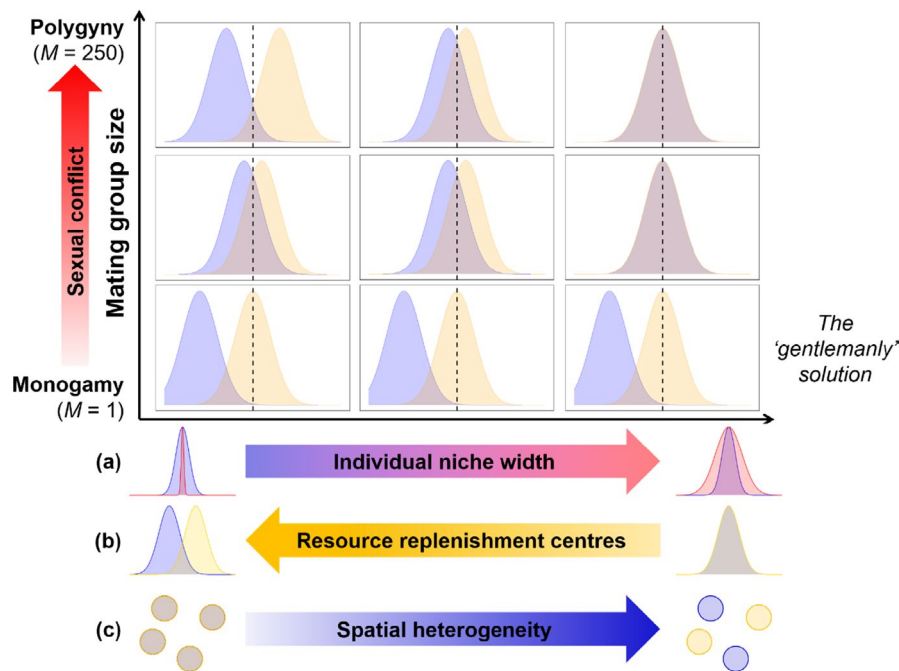 Polygyny
(M = 250)
Sexual conflict
Mating group size
Monogamy
(M = 1)
The
‘gentlemanly’
solution
(a)
Individual niche width
(b)
Resource replenishment centres
(c)
Spatial heterogeneity